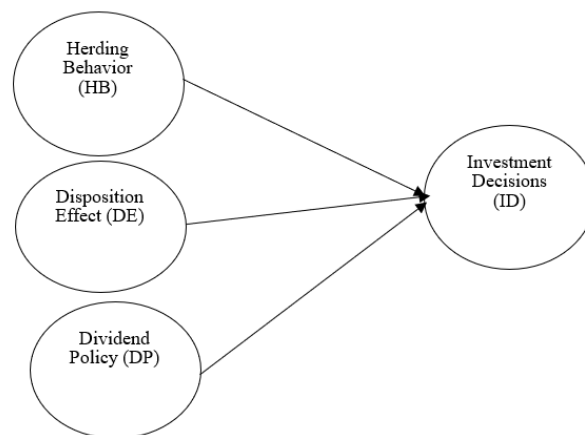 Herding
Behavior
(HB)
Disposition
Effect (DE)
Dividend
Policy (DP)
Investment
Decisions
(ID)